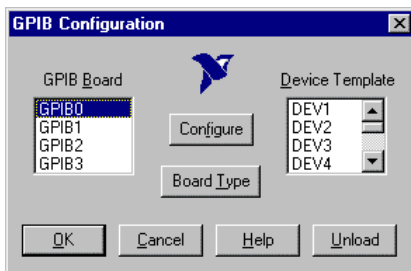 GPIB Configuration
GPIB Board
Device Template
GPIB0
GPIB1
GPIB2
GPIB3
Configure
Board Type
DEV1
DEV2
DEV3
DEV4
OK
Cancel
Help
Unload